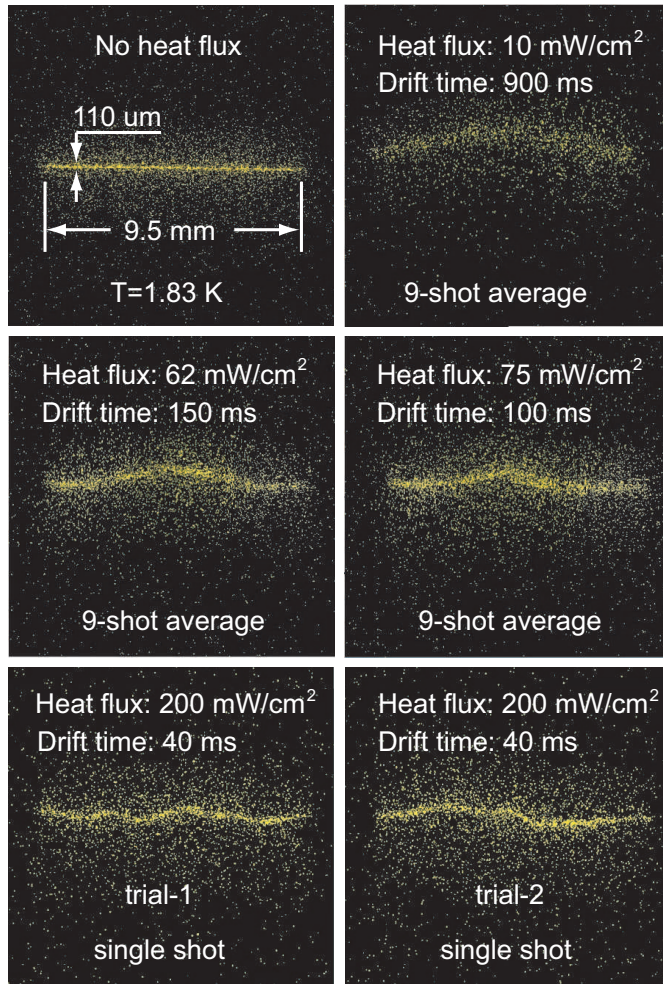 No heat flux
110 um
9.5 mm
T=1.83 K
Heat flux: 10 mW/cm²
Drift time: 900 ms
9-shot average
Heat flux: 62 mW/cm²
Drift time: 150 ms
9-shot average
Heat flux: 75 mW/cm²
Drift time: 100 ms
9-shot average
Heat flux: 200 mW/cm²
Drift time: 40 ms
trial-1
single shot
Heat flux: 200 mW/cm²
Drift time: 40 ms
trial-2
single shot